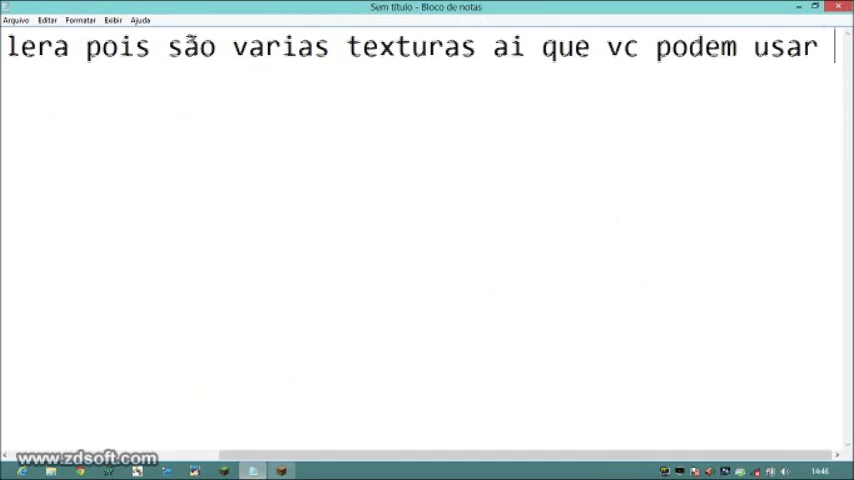 Sem título - Bloco de notas
Arquivo Editar Formatar Exibir Ajuda
lera pois são varias texturas ai que vc podem usar
www.zdsoft.com
14:46